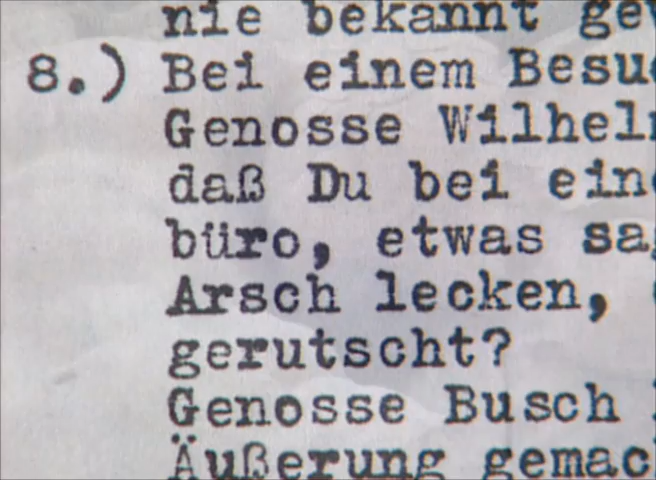 nie bekannt
8.) Bei einem
Genosse
daß Du bei
büro, etwas
Arsch lecken,
gerutscht?
Genosse Busch
Äußerung